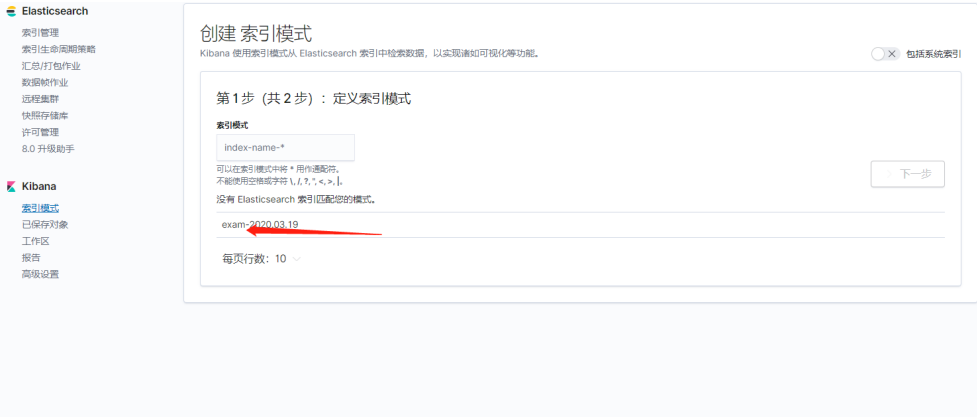 Elasticsearch
索引管理
索引生命周期策略
汇总/打包作业
数据帧作业
远程集群
快照存储库
许可管理
8.0 升级助手
Kibana
索引模式
已保存对象
工作区
报告
高级设置
创建 索引模式
Kibana 使用索引模式从 Elasticsearch 索引中检索数据，以实现诸如可视化等功能。
包括系统索引
第 1 步（共 2 步）：定义索引模式
索引模式
index-name-*
可以在索引模式中将 * 用作通配符。
不能使用空格或字符 \, /, ?, ", <, >, |。
下一步
没有 Elasticsearch 索引匹配您的模式。
exam-2020.03.19
每页行数：10